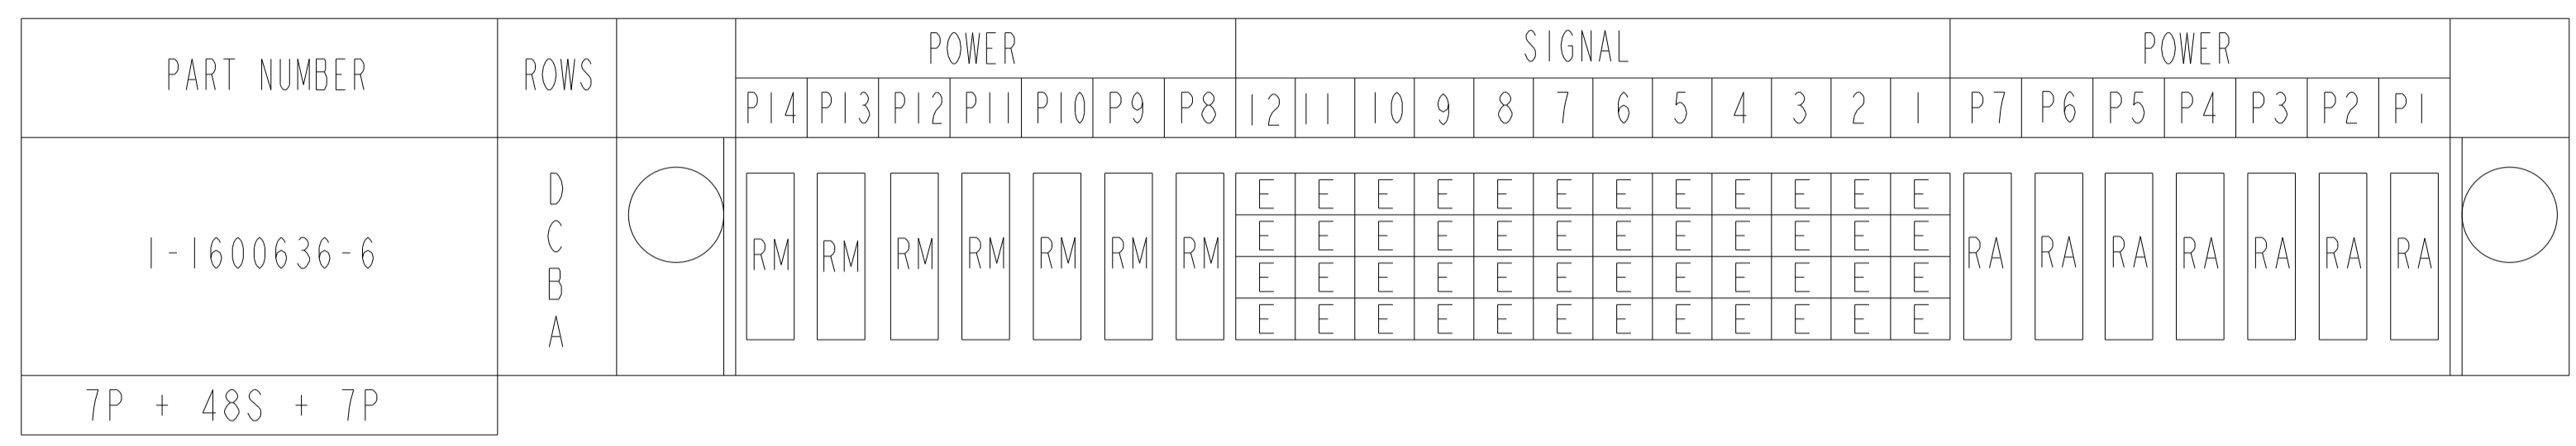 PART NUMBER ROWS POWER SIGNAL POWER
P14 P13 P12 P11 P10 P9 P8 12 11 10 9 8 7 6 5 4 3 2 1 P7 P6 P5 P4 P3 P2 P1
D E E E E E E E E E E E E
C E E E E E E E E E E E E
1-1600636-6 RM RM RM RM RM RM RM RA RA RA RA RA RA RA
B E E E E E E E E E E E E
A E E E E E E E E E E E E
7P + 48S + 7P